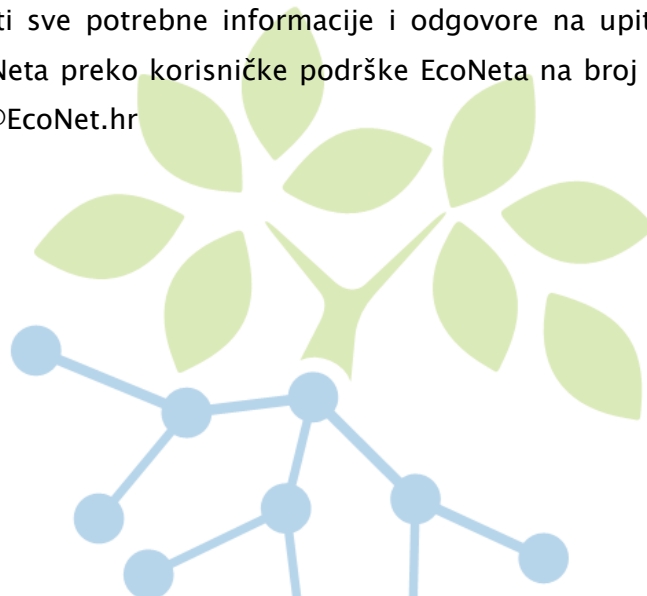 ti sve potrebne informacije i odgovore na upit
Neta preko korisničke podrške EcoNeta na broj
@EcoNet.hr